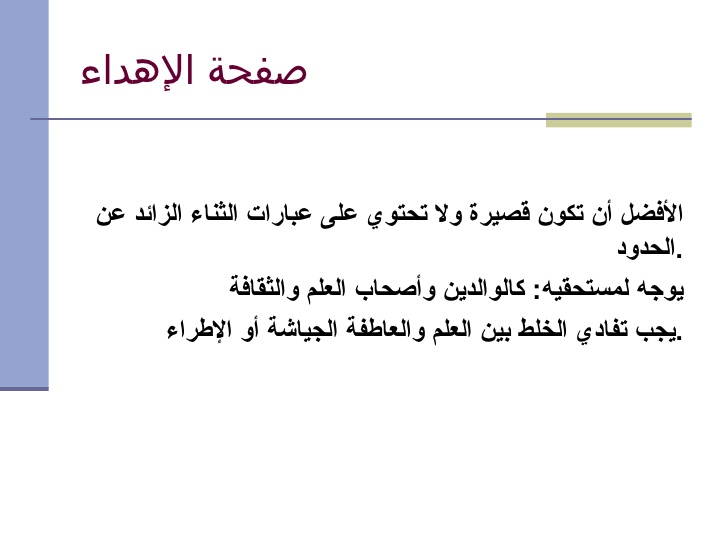 صفحة الإهداء
الأفضل أن تكون قصيرة ولا تحتوي على عبارات الثناء الزائد عن
الحدود.
يوجه لمستحقيه: كالوالدين وأصحاب العلم والثقافة
يجب تفادي الخلط بين العلم والعاطفة الجياشة أو الإطراء.